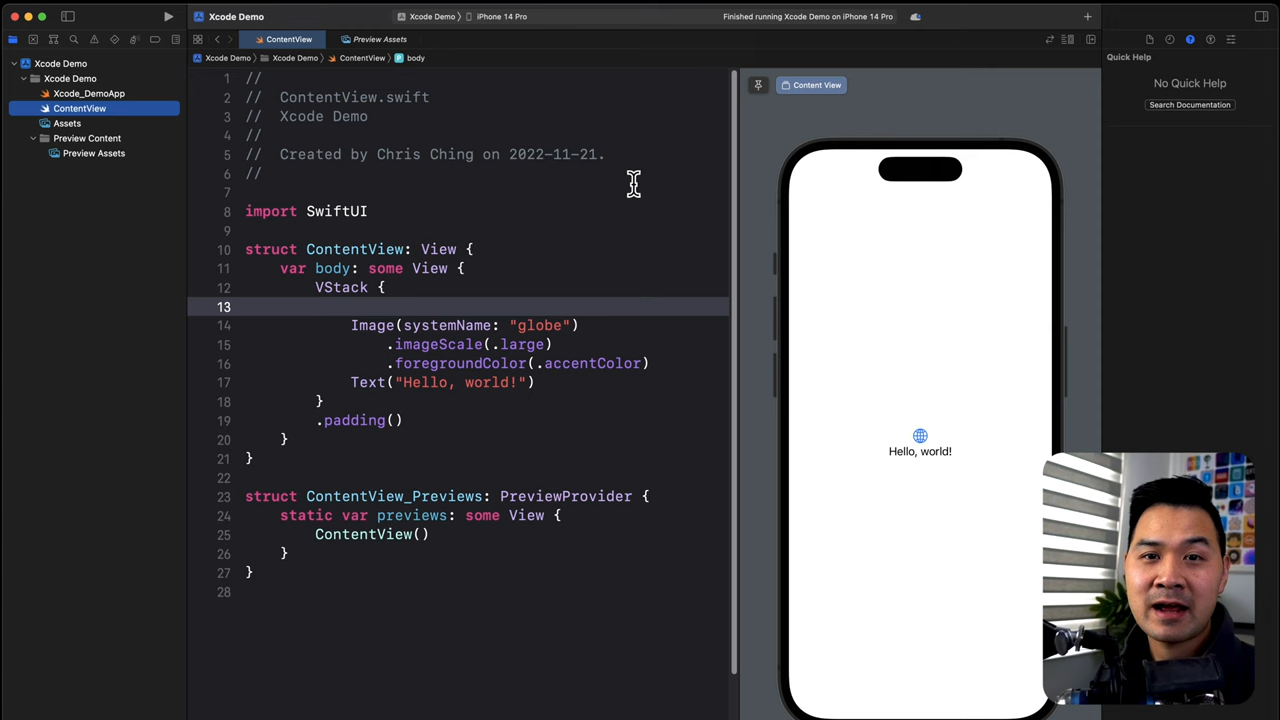 Xcode Demo
Xcode Demo
iPhone 14 Pro
Finished running Xcode Demo on iPhone 14 Pro
ContentView
Preview Assets
Xcode Demo
Xcode Demo
ContentView
body
Xcode Demo
Xcode Demo
Xcode_DemoApp
ContentView
Assets
Preview Content
Preview Assets
1 //
2 // ContentView.swift
3 // Xcode Demo
4 //
5 // Created by Chris Ching on 2022-11-21.
6 //
7
8 import SwiftUI
9
10 struct ContentView: View {
11 var body: some View {
12 VStack {
13
14 Image(systemName: "globe")
15 .imageScale(.large)
16 .foregroundColor(.accentColor)
17 Text("Hello, world!")
18 }
19 .padding()
20 }
21 }
22
23 struct ContentView_Previews: PreviewProvider {
24 static var previews: some View {
25 ContentView()
26 }
27 }
28
Content View
Hello, world!
Quick Help
No Quick Help
Search Documentation